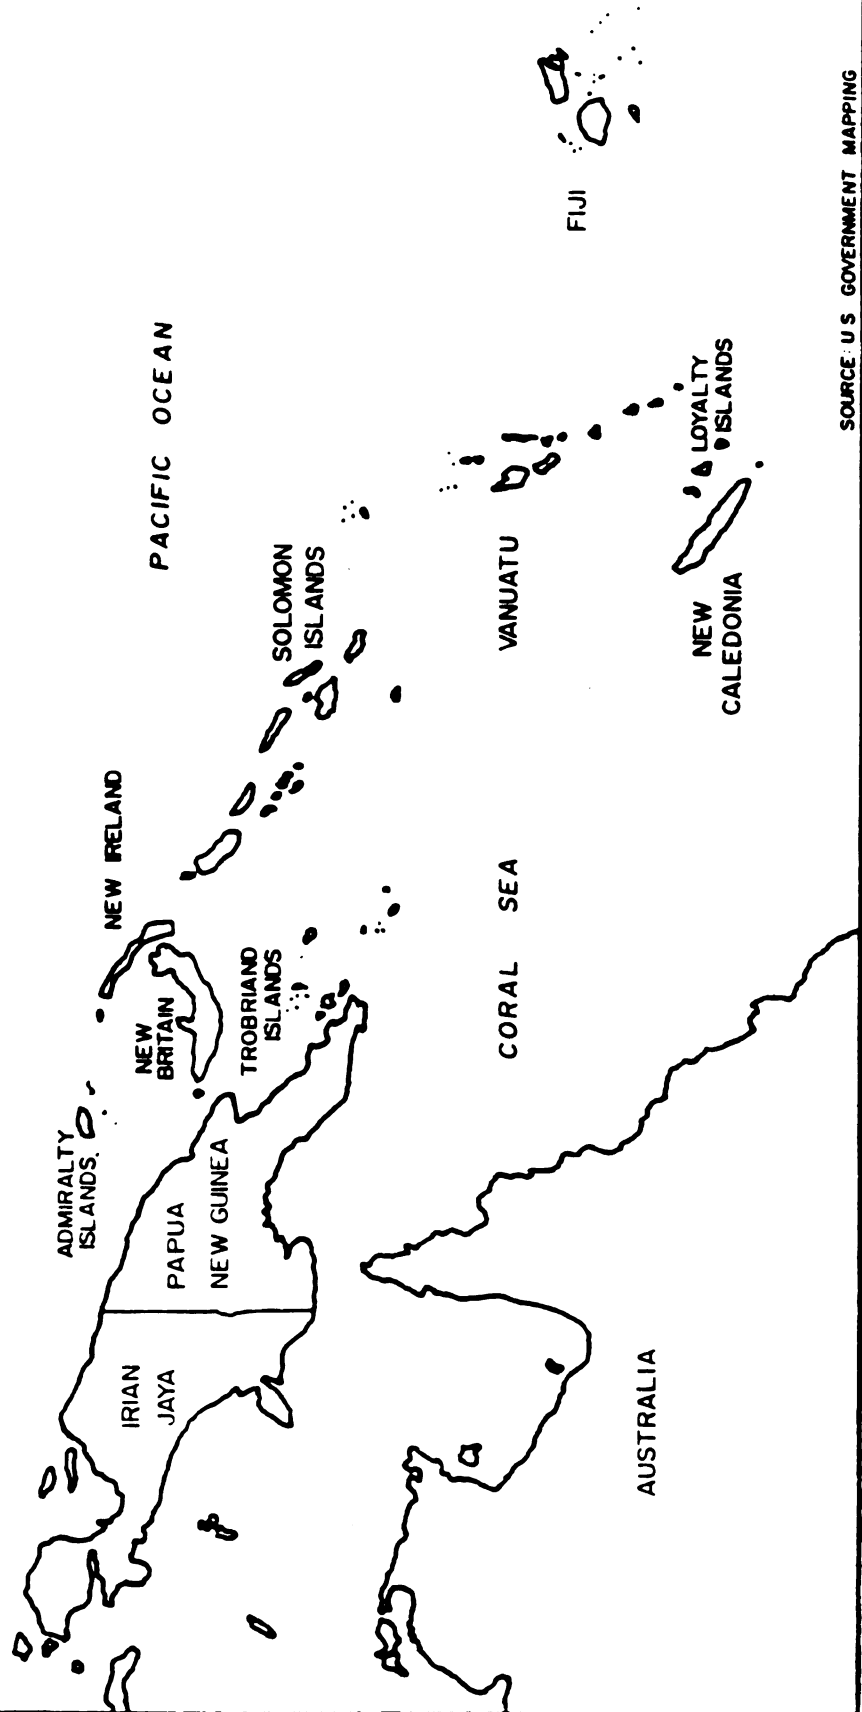 ADMIRALTY
ISLANDS
NEW IRELAND
PACIFIC OCEAN
IRIAN
JAYA
PAPUA
NEW GUINEA
NEW
BRITAIN
TROBRIAND
ISLANDS
SOLOMON
ISLANDS
CORAL SEA
VANUATU
FIJI
AUSTRALIA
NEW
CALEDONIA
LOYALTY
ISLANDS
SOURCE: U S GOVERNMENT MAPPING